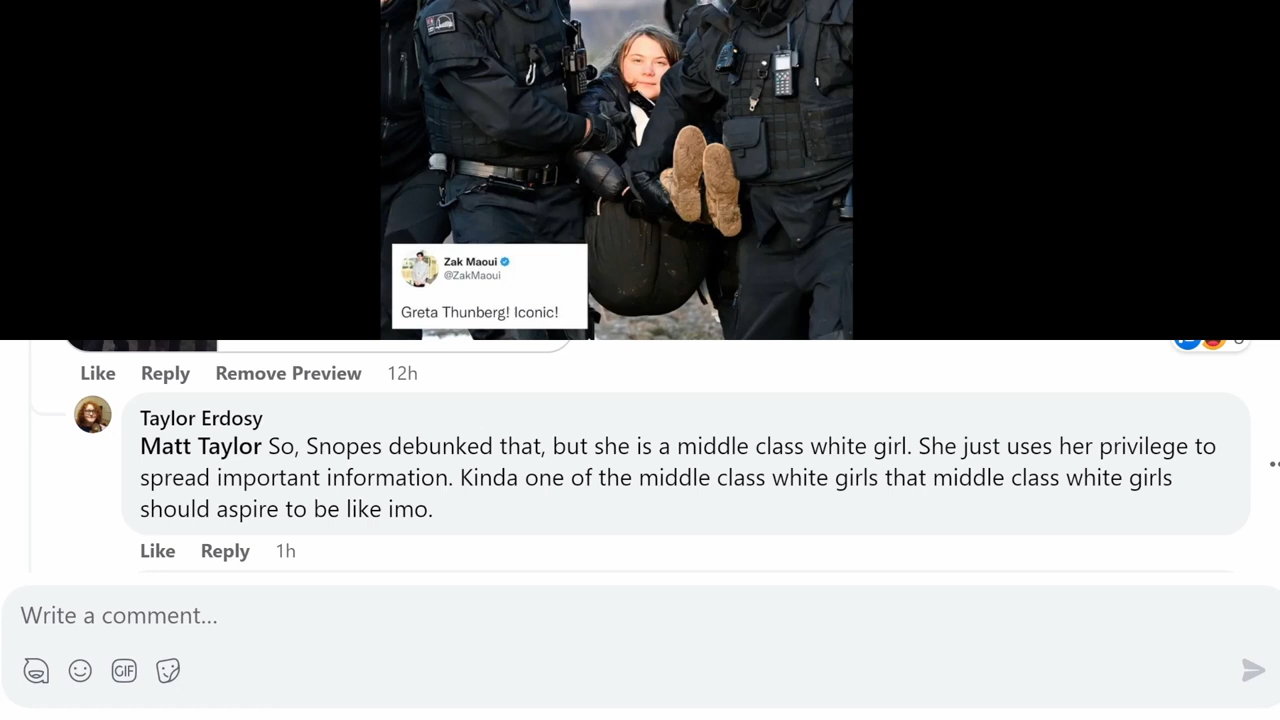 Zak Maoui
@ZakMaoui
Greta Thunberg! Iconic!
Like Reply Remove Preview 12h
Taylor Erdosy
Matt Taylor So, Snopes debunked that, but she is a middle class white girl. She just uses her privilege to
spread important information. Kinda one of the middle class white girls that middle class white girls
should aspire to be like imo.
Like Reply 1h
Write a comment...
GIF